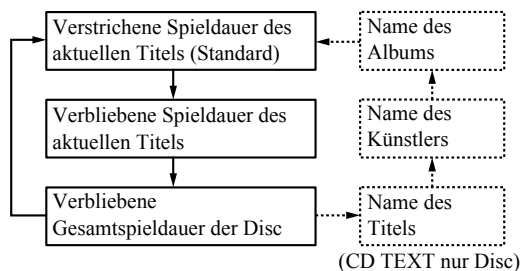 Verstrichene Spieldauer des
aktuellen Titels (Standard)
Name des
Albums
Verbliebene Spieldauer des
aktuellen Titels
Name des
Künstlers
Verbliebene
Gesamtspieldauer der Disc
Name des
Titels
(CD TEXT nur Disc)